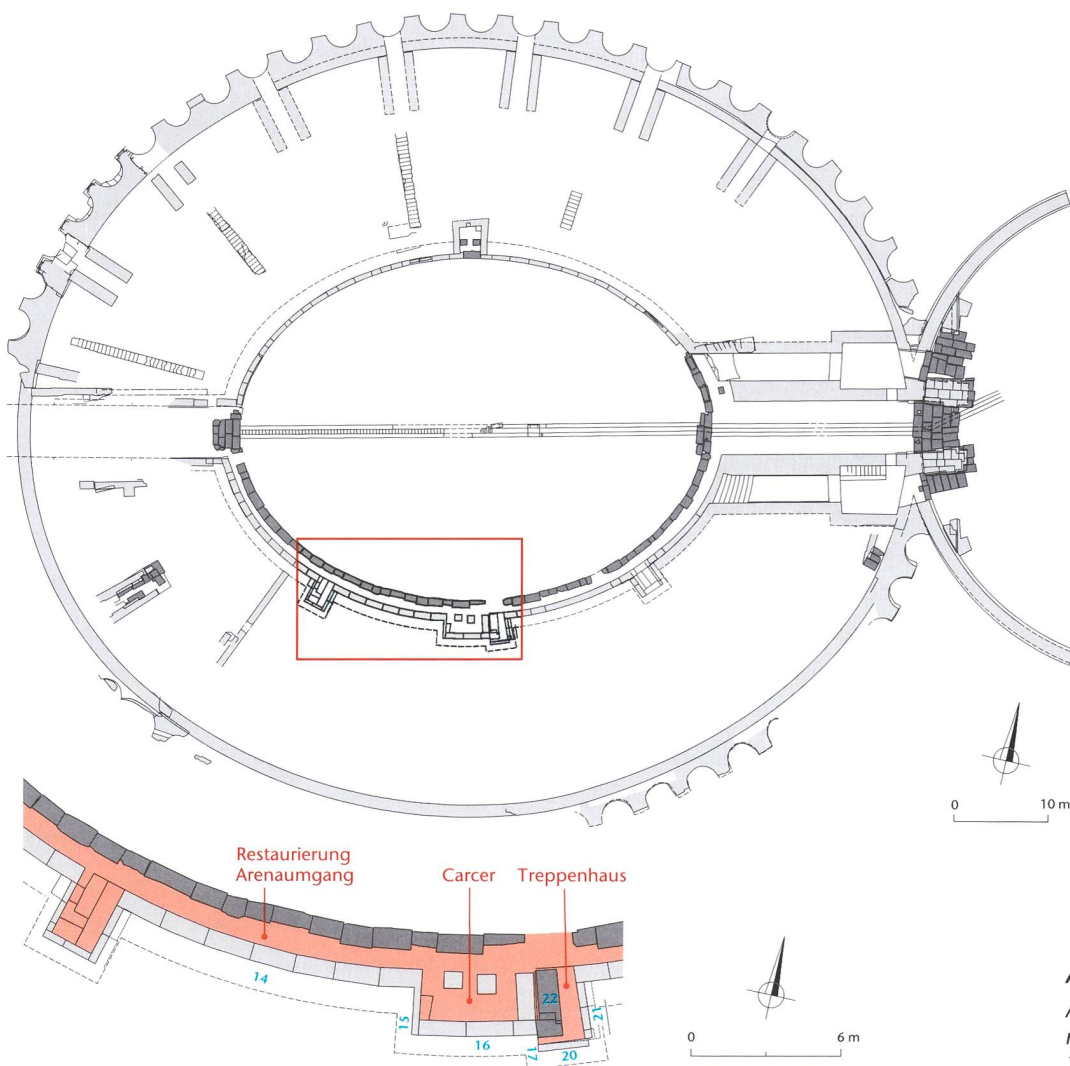 0 10 m
Restaurierung
Arenaumgang
Carcer
Treppenhaus
14
15
16
17
22
20
21
0 6 m
A